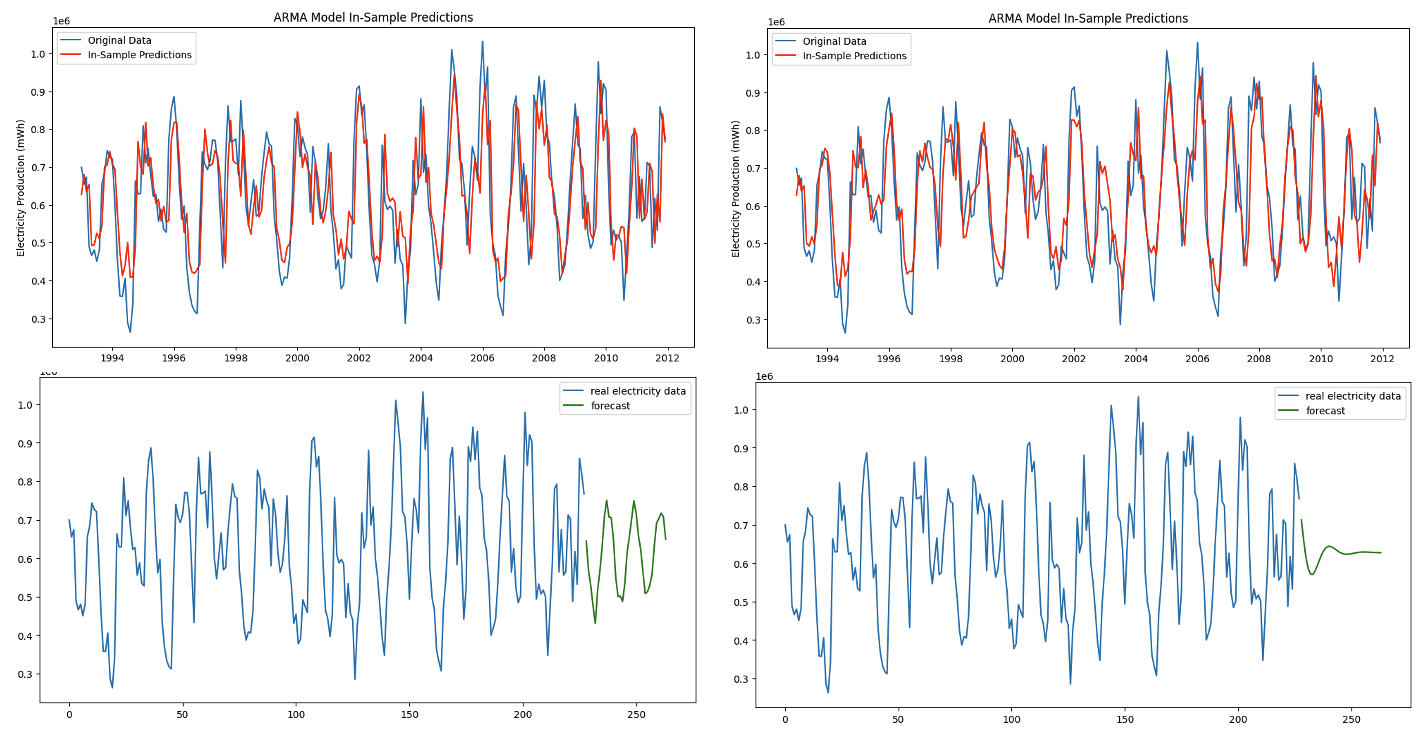 ARMA Model In-Sample Predictions
1e6
Original Data
In-Sample Predictions
Electricity Production (mWh)
1.0
0.9
0.8
0.7
0.6
0.5
0.4
0.3
1994 1996 1998 2000 2002 2004 2006 2008 2010 2012
ARMA Model In-Sample Predictions
1e6
Original Data
In-Sample Predictions
Electricity Production (mWh)
1.0
0.9
0.8
0.7
0.6
0.5
0.4
0.3
1994 1996 1998 2000 2002 2004 2006 2008 2010 2012
real electricity data
forecast
1.0
0.9
0.8
0.7
0.6
0.5
0.4
0.3
0 50 100 150 200 250
1e6
real electricity data
forecast
1.0
0.9
0.8
0.7
0.6
0.5
0.4
0.3
0 50 100 150 200 250